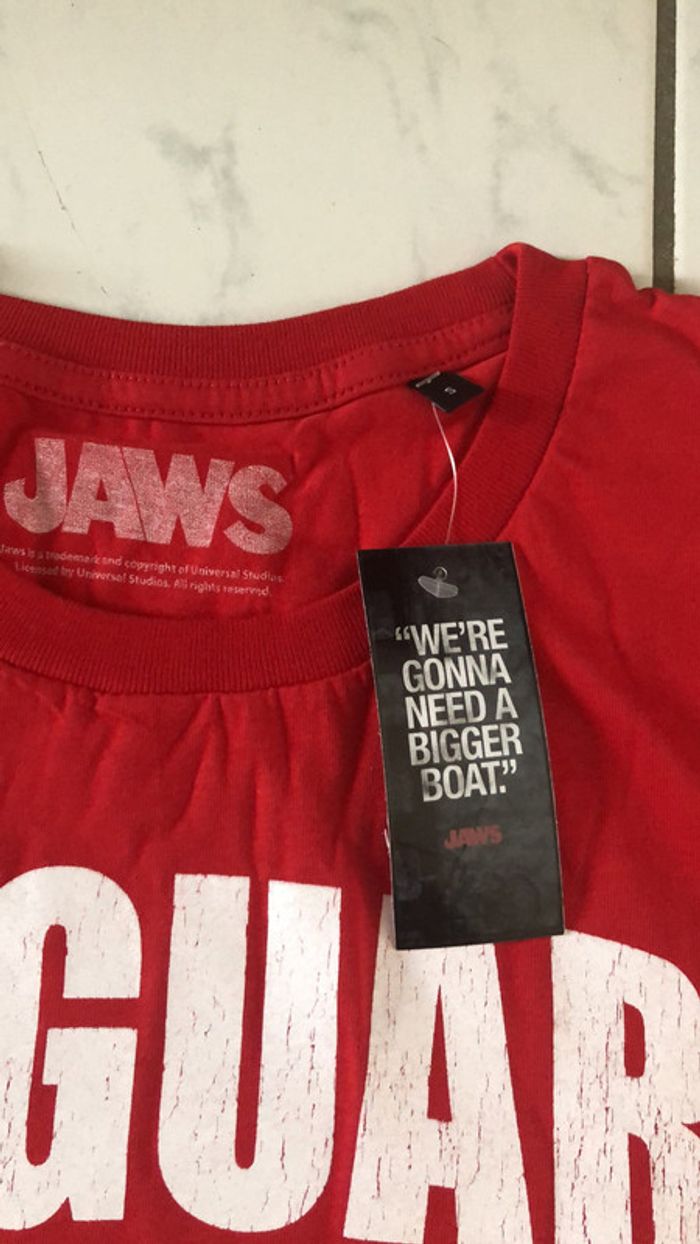 S
JAWS
Jaws is a trademark and copyright of Universal Studios.
Licensed by Universal Studios. All rights reserved.
“WE’RE
GONNA
NEED A
BIGGER
BOAT.”
JAWS
GUAR